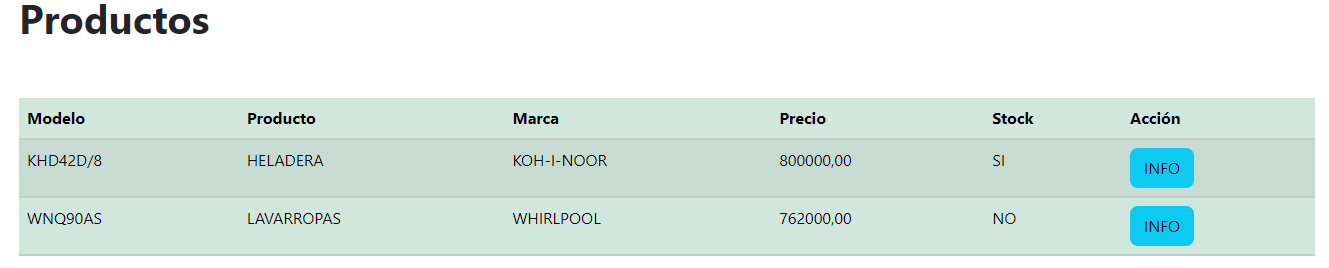 Productos
Modelo Producto Marca Precio Stock Acción
KHD42D/8 HELADERA KOH-I-NOOR 800000,00 SI INFO
WNQ90AS LAVARROPAS WHIRLPOOL 762000,00 NO INFO